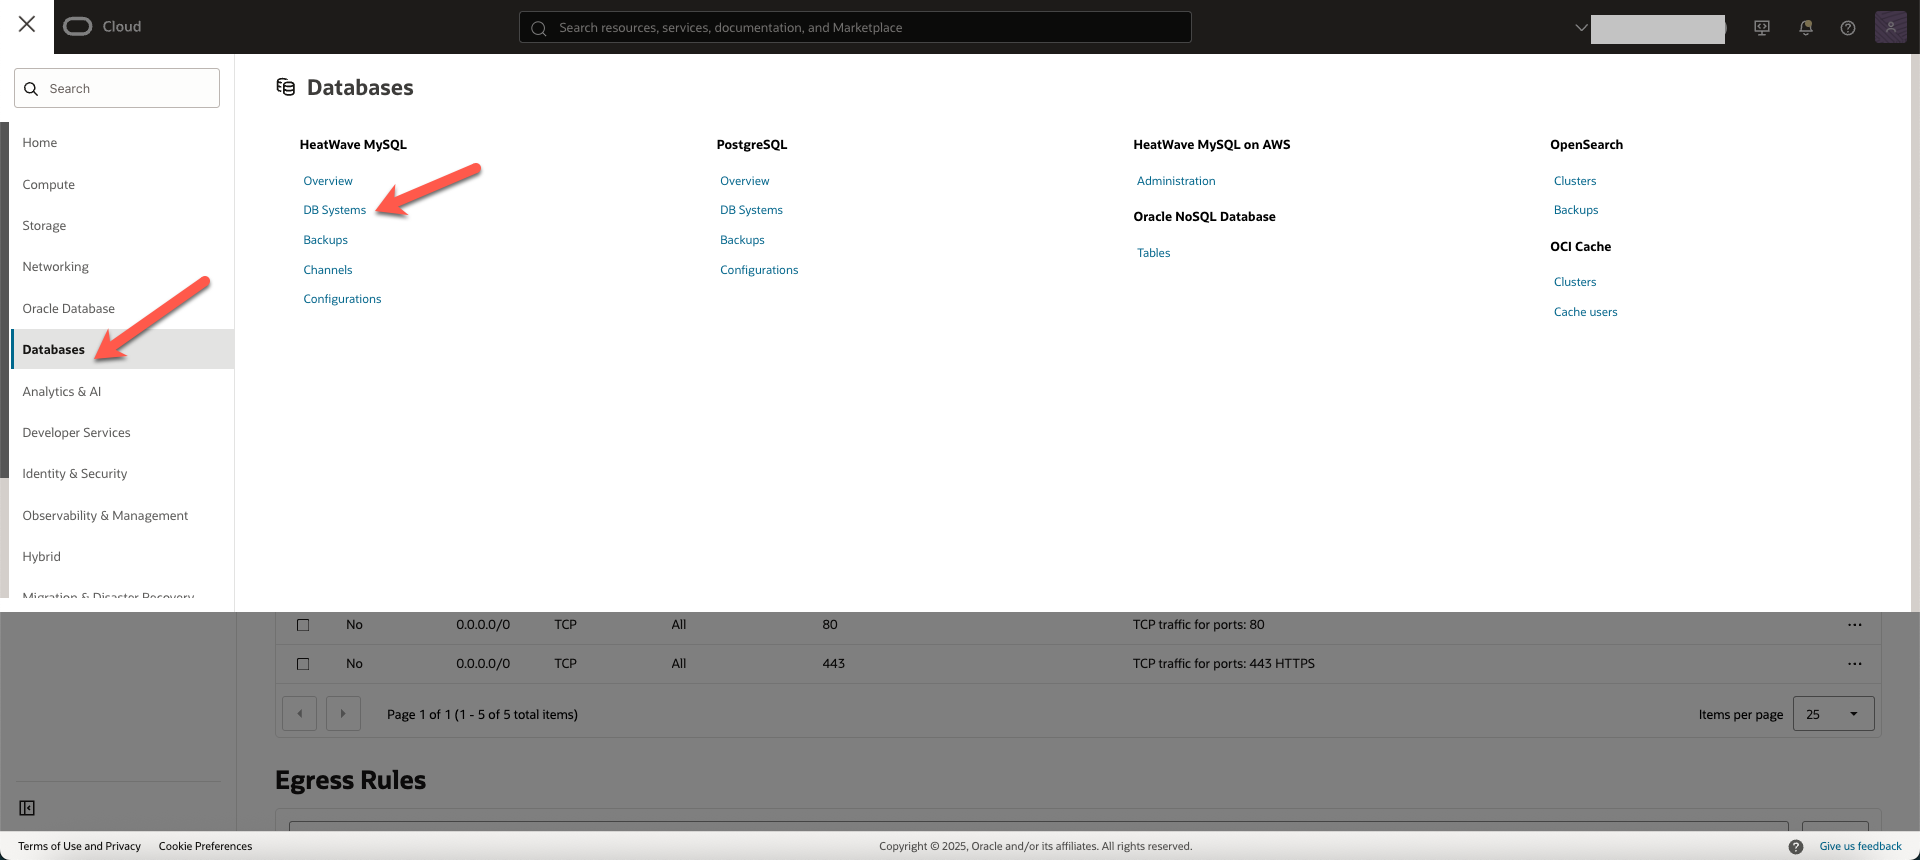 Cloud
Search resources, services, documentation, and Marketplace
Search
Home
Compute
Storage
Networking
Oracle Database
Databases
Analytics & AI
Developer Services
Identity & Security
Observability & Management
Hybrid
Migration & Disaster Recovery
Databases
HeatWave MySQL
Overview
DB Systems
Backups
Channels
Configurations
PostgreSQL
Overview
DB Systems
Backups
Configurations
HeatWave MySQL on AWS
Administration
Oracle NoSQL Database
Tables
OpenSearch
Clusters
Backups
OCI Cache
Clusters
Cache users
No 0.0.0.0/0 TCP All 80 TCP traffic for ports: 80
No 0.0.0.0/0 TCP All 443 TCP traffic for ports: 443 HTTPS
Page 1 of 1 (1 - 5 of 5 total items) Items per page 25
Egress Rules
Terms of Use and Privacy Cookie Preferences Copyright © 2025, Oracle and/or its affiliates. All rights reserved. Give us feedback